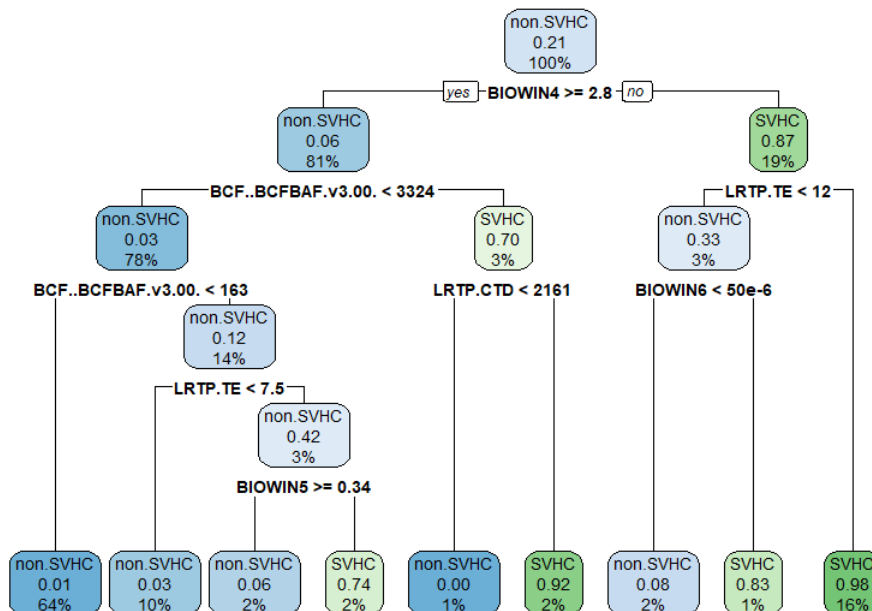 non.SVHC
0.21
100%
yes BIOWIN4 >= 2.8 no
non.SVHC
0.06
81%
SVHC
0.87
19%
BCF..BCFBAF.v3.00. < 3324
LRTP.TE < 12
non.SVHC
0.03
78%
SVHC
0.70
3%
non.SVHC
0.33
3%
BCF..BCFBAF.v3.00. < 163
LRTP.CTD < 2161
BIOWIN6 < 50e-6
non.SVHC
0.12
14%
LRTP.TE < 7.5
non.SVHC
0.42
3%
BIOWIN5 >= 0.34
non.SVHC
0.01
64%
non.SVHC
0.03
10%
non.SVHC
0.06
2%
SVHC
0.74
2%
non.SVHC
0.00
1%
SVHC
0.92
2%
non.SVHC
0.08
2%
SVHC
0.83
1%
SVHC
0.98
16%